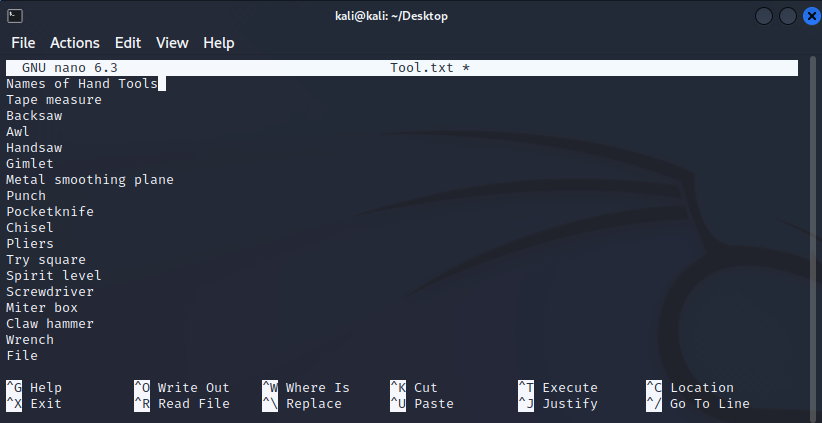 kali@kali: ~/Desktop
File Actions Edit View Help
GNU nano 6.3 Tool.txt *
Names of Hand Tools
Tape measure
Backsaw
Awl
Handsaw
Gimlet
Metal smoothing plane
Punch
Pocketknife
Chisel
Pliers
Try square
Spirit level
Screwdriver
Miter box
Claw hammer
Wrench
File
^G Help ^O Write Out ^W Where Is ^K Cut ^T Execute ^C Location
^X Exit ^R Read File ^\ Replace ^U Paste ^J Justify ^/ Go To Line